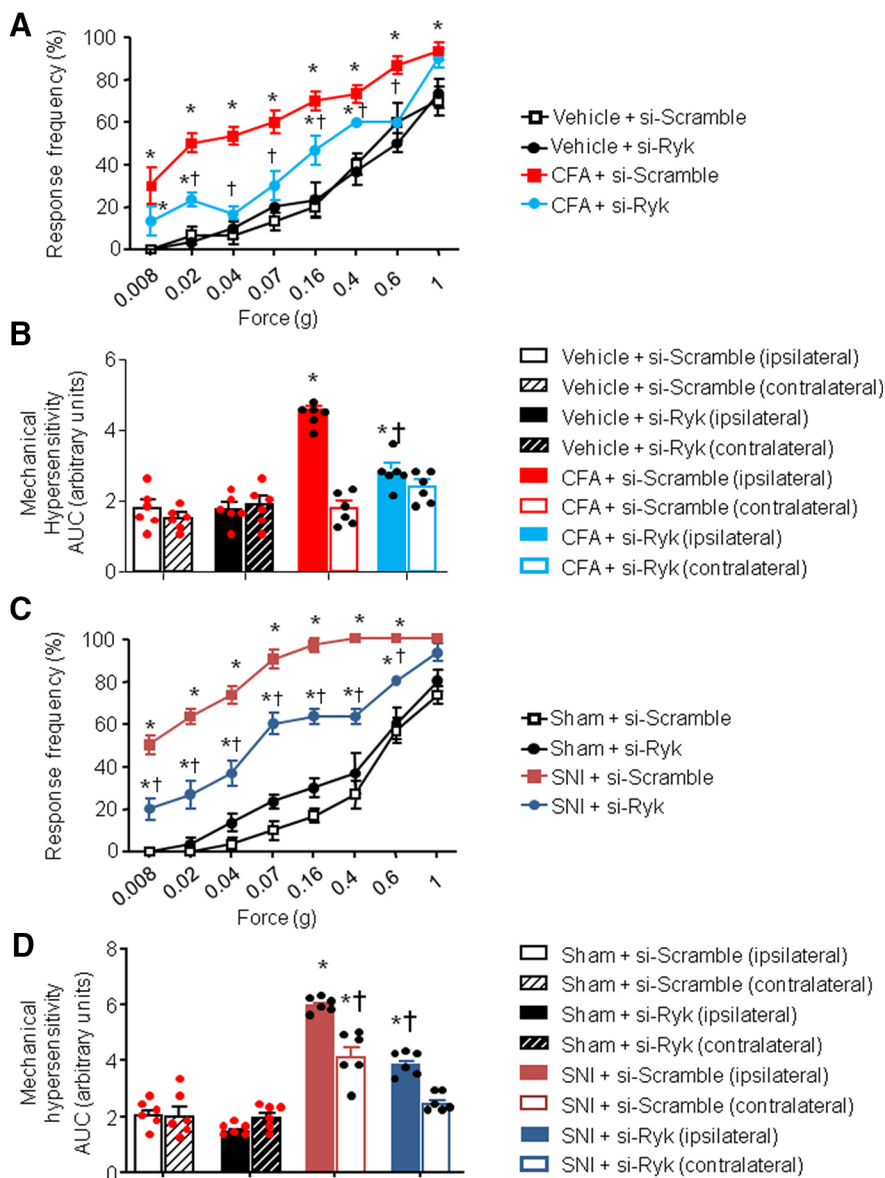 A
Response frequency (%)
100
80
60
40
20
0
* * * * * * * *
* *† † † *† *† †
0.008 0.02 0.04 0.07 0.16 0.4 0.6 1
Force (g)
Vehicle + si-Scramble
Vehicle + si-Ryk
CFA + si-Scramble
CFA + si-Ryk
B
Mechanical
Hypersensitivity
AUC (arbitrary units)
6
4
2
0
* *†
Vehicle + si-Scramble (ipsilateral)
Vehicle + si-Scramble (contralateral)
Vehicle + si-Ryk (ipsilateral)
Vehicle + si-Ryk (contralateral)
CFA + si-Scramble (ipsilateral)
CFA + si-Scramble (contralateral)
CFA + si-Ryk (ipsilateral)
CFA + si-Ryk (contralateral)
C
Response frequency (%)
100
80
60
40
20
0
* * * * * * *
*† *† *† *† *† *† *†
0.008 0.02 0.04 0.07 0.16 0.4 0.6 1
Force (g)
Sham + si-Scramble
Sham + si-Ryk
SNI + si-Scramble
SNI + si-Ryk
D
Mechanical
hypersensitivity
AUC (arbitrary units)
8
6
4
2
0
* *† *†
Sham + si-Scramble (ipsilateral)
Sham + si-Scramble (contralateral)
Sham + si-Ryk (ipsilateral)
Sham + si-Ryk (contralateral)
SNI + si-Scramble (ipsilateral)
SNI + si-Scramble (contralateral)
SNI + si-Ryk (ipsilateral)
SNI + si-Ryk (contralateral)